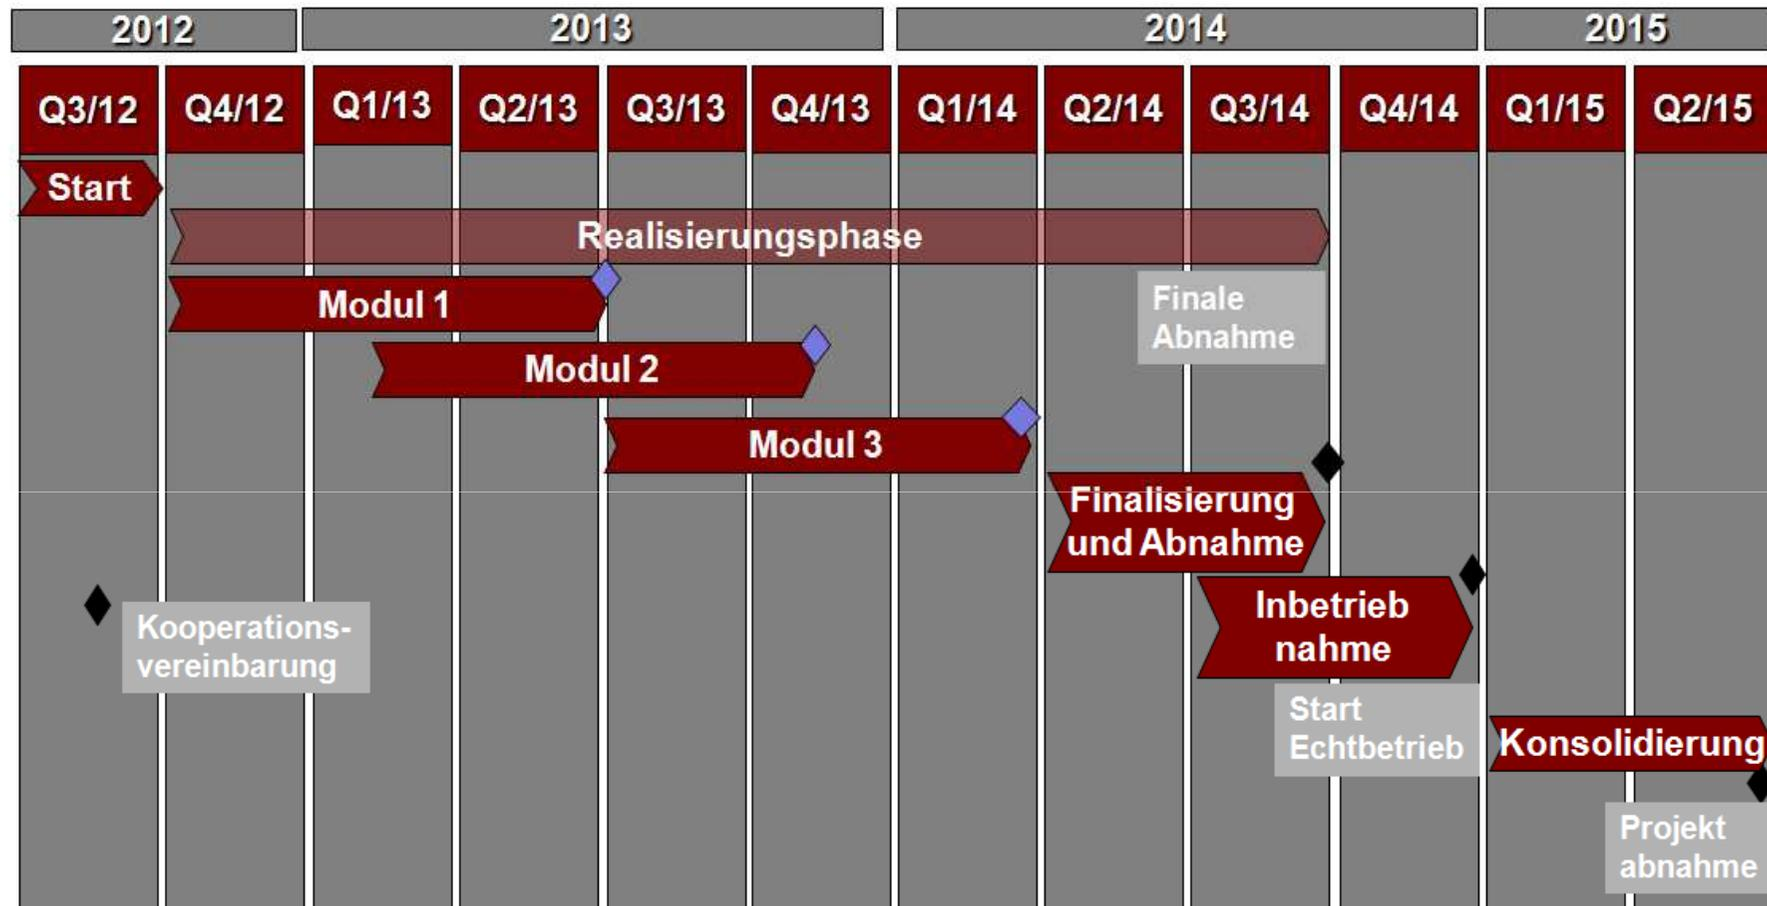 2012
2013
2014
2015
Q3/12
Q4/12
Q1/13
Q2/13
Q3/13
Q4/13
Q1/14
Q2/14
Q3/14
Q4/14
Q1/15
Q2/15
Start
Realisierungsphase
Modul 1
Finale
Abnahme
Modul 2
Modul 3
Finalisierung
und Abnahme
Kooperations-
vereinbarung
Inbetrieb
nahme
Start
Echtbetrieb
Konsolidierung
Projekt
abnahme